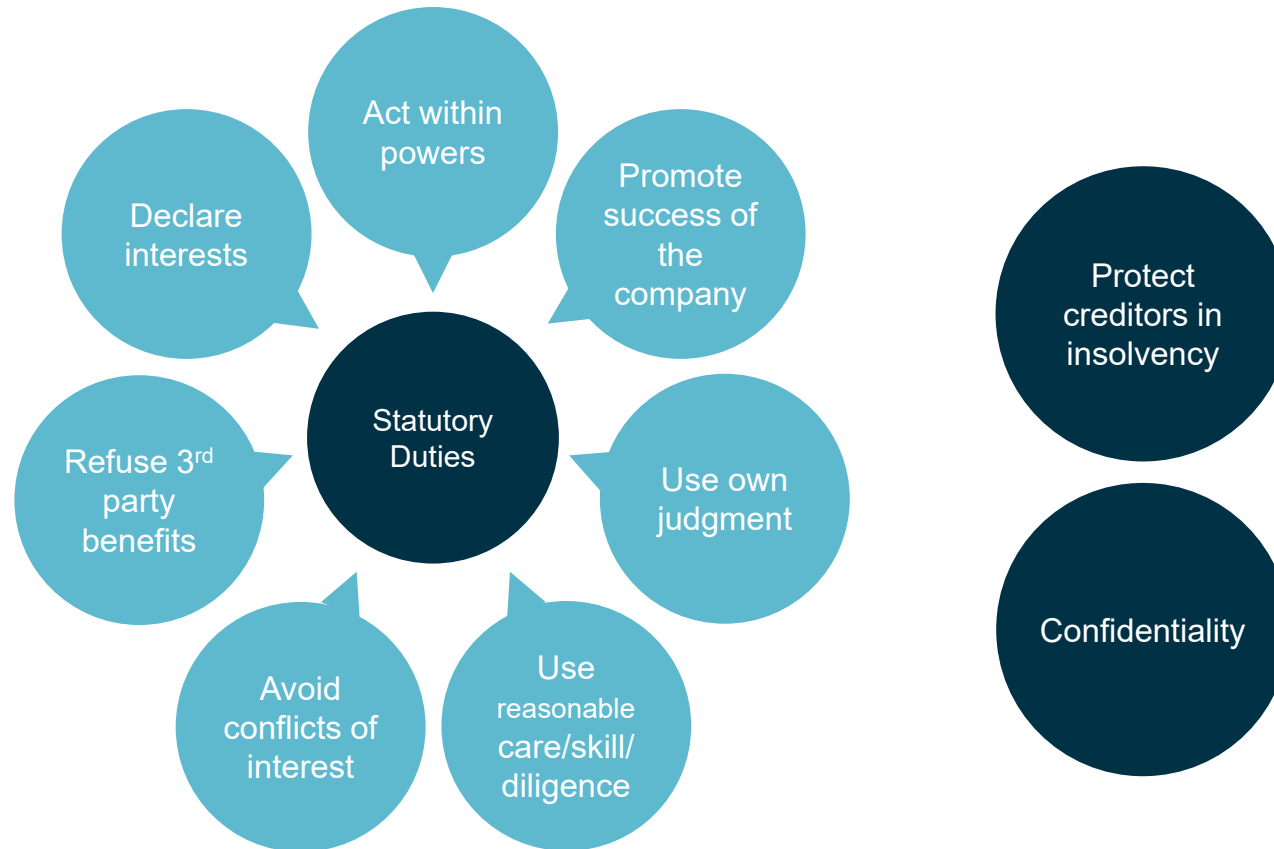 Act within
powers
Promote
success of
the
company
Use own
judgment
Use
reasonable
care/skill/
diligence
Avoid
conflicts of
interest
Refuse 3rd
party
benefits
Declare
interests
Statutory
Duties
Protect
creditors in
insolvency
Confidentiality